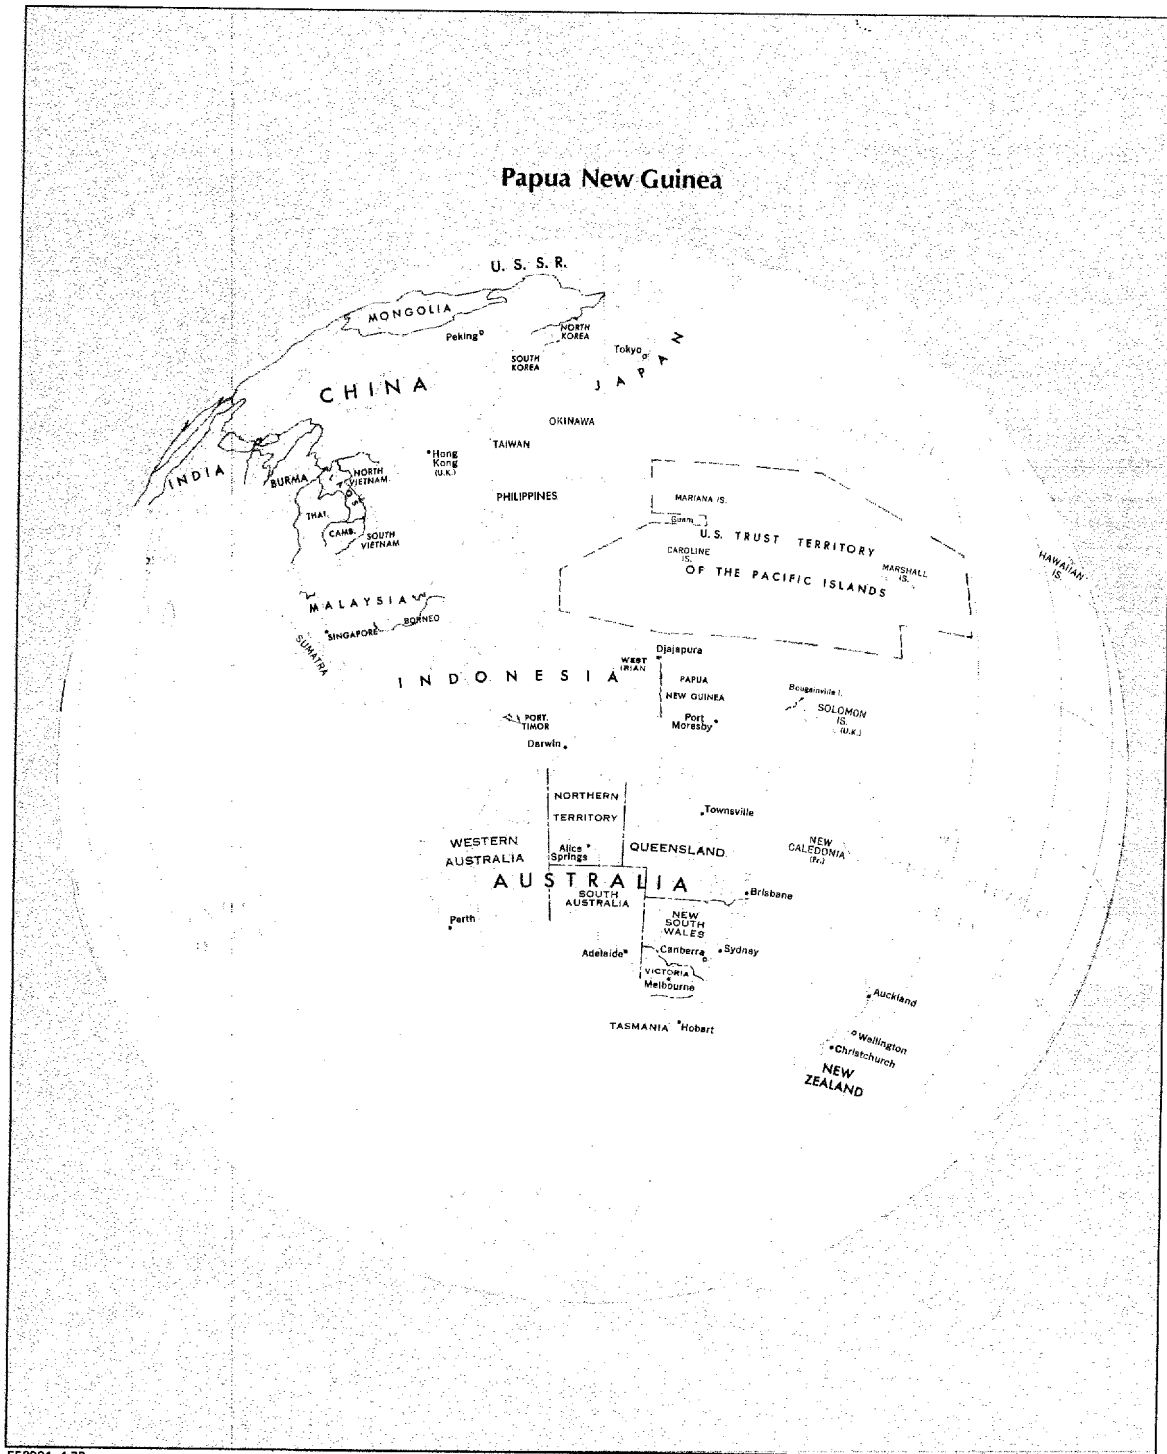 Papua New Guinea
U. S. S. R.
MONGOLIA
Peking
NORTH
KOREA
SOUTH
KOREA
Tokyo
JAPAN
CHINA
OKINAWA
TAIWAN
Hong
Kong
(U.K.)
INDIA
BURMA
NORTH
VIETNAM
LAOS
THAI.
CAMB.
SOUTH
VIETNAM
PHILIPPINES
MARIANA IS.
Guam
U.S. TRUST TERRITORY
CAROLINE
IS.
MARSHALL
IS.
OF THE PACIFIC ISLANDS
HAWAIIAN
IS.
MALAYSIA
SINGAPORE
BORNEO
SUMATRA
INDONESIA
WEST
IRIAN
Djajapura
PAPUA
NEW GUINEA
Port
Moresby
Bougainville I.
SOLOMON
IS.
(U.K.)
PORT.
TIMOR
Darwin
NORTHERN
TERRITORY
Townsville
WESTERN
AUSTRALIA
Alice
Springs
QUEENSLAND
NEW
CALEDONIA
(Fr.)
AUSTRALIA
SOUTH
AUSTRALIA
Brisbane
Perth
NEW
SOUTH
WALES
Adelaide
Canberra
Sydney
VICTORIA
Melbourne
TASMANIA
Hobart
Auckland
Wellington
Christchurch
NEW
ZEALAND